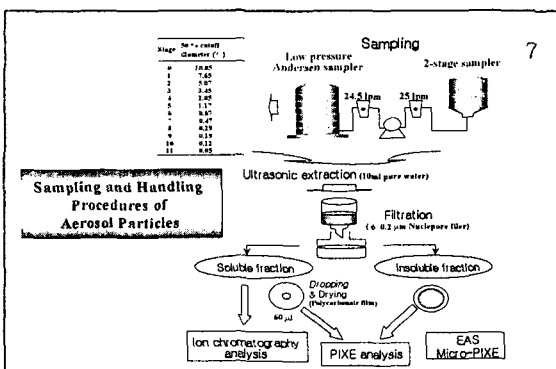 Sampling
7
Stage 50 % cutoff
diameter
0 10.05
1 7.65
2 5.07
3 3.45
4 2.05
5 1.17
6 0.67
7 0.47
8 0.29
9 0.19
10 0.12
11 0.05
Low pressure
Andersen sampler
2-stage sampler
24.5 lpm
25 lpm
Ultrasonic extraction (10ml pure water)
Sampling and Handling
Procedures of
Aerosol Particles
Filtration
0.2 μm Nuclepore filer)
Soluble fraction
Insoluble fraction
Dropping
& Drying
(Polycarbonate film)
60 μl
Ion chromatography
analysis
PIXE analysis
EAS
Micro-PIXE